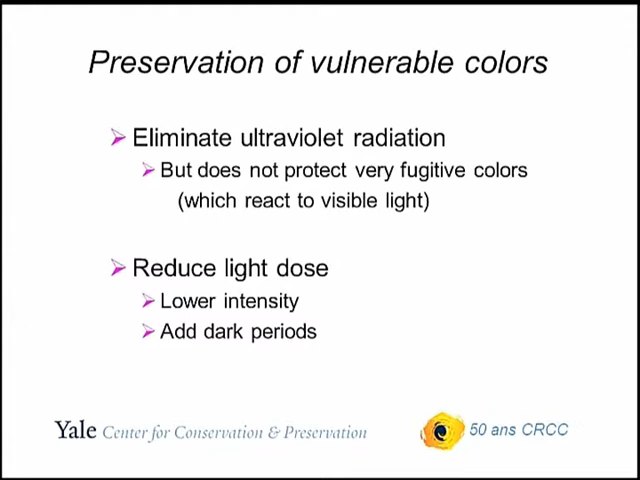 Preservation of vulnerable colors
Eliminate ultraviolet radiation
But does not protect very fugitive colors
(which react to visible light)
Reduce light dose
Lower intensity
Add dark periods
Yale Center for Conservation & Preservation
50 ans CRCC